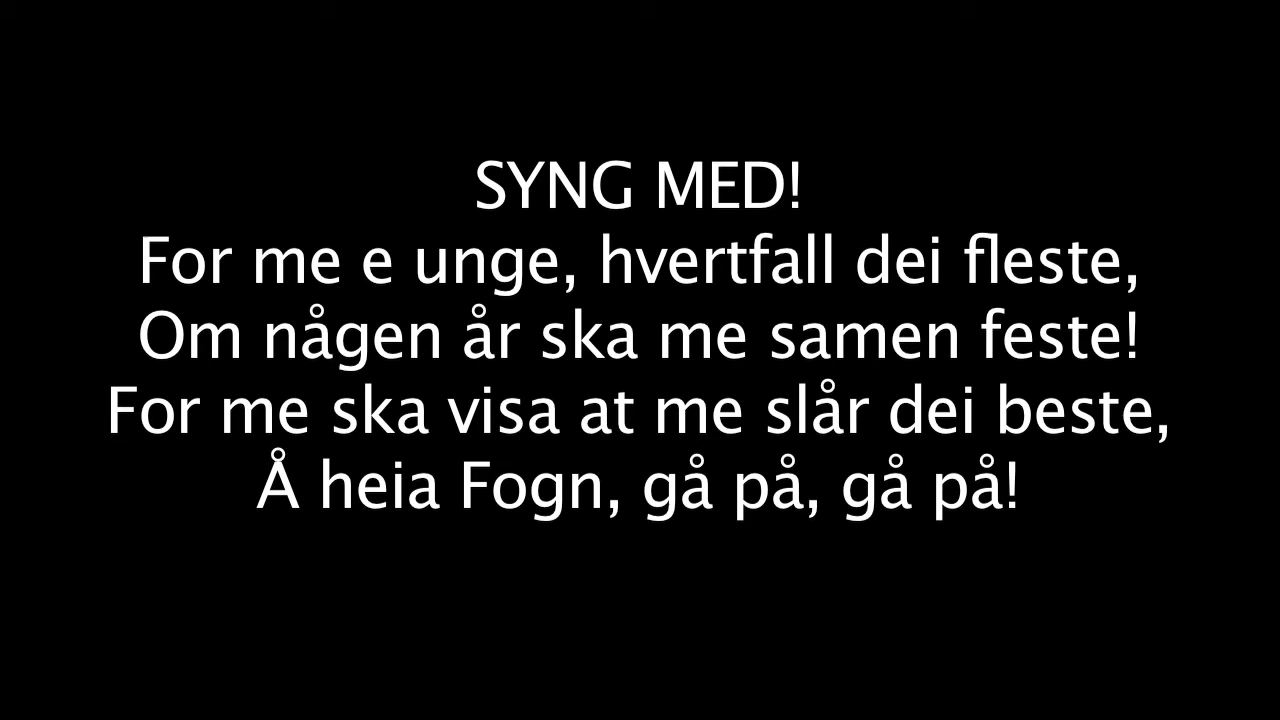 SYNG MED!
For me e unge, hvertfall dei fleste,
Om någen år ska me samen feste!
For me ska visa at me slår dei beste,
Å heia Fogn, gå på, gå på!